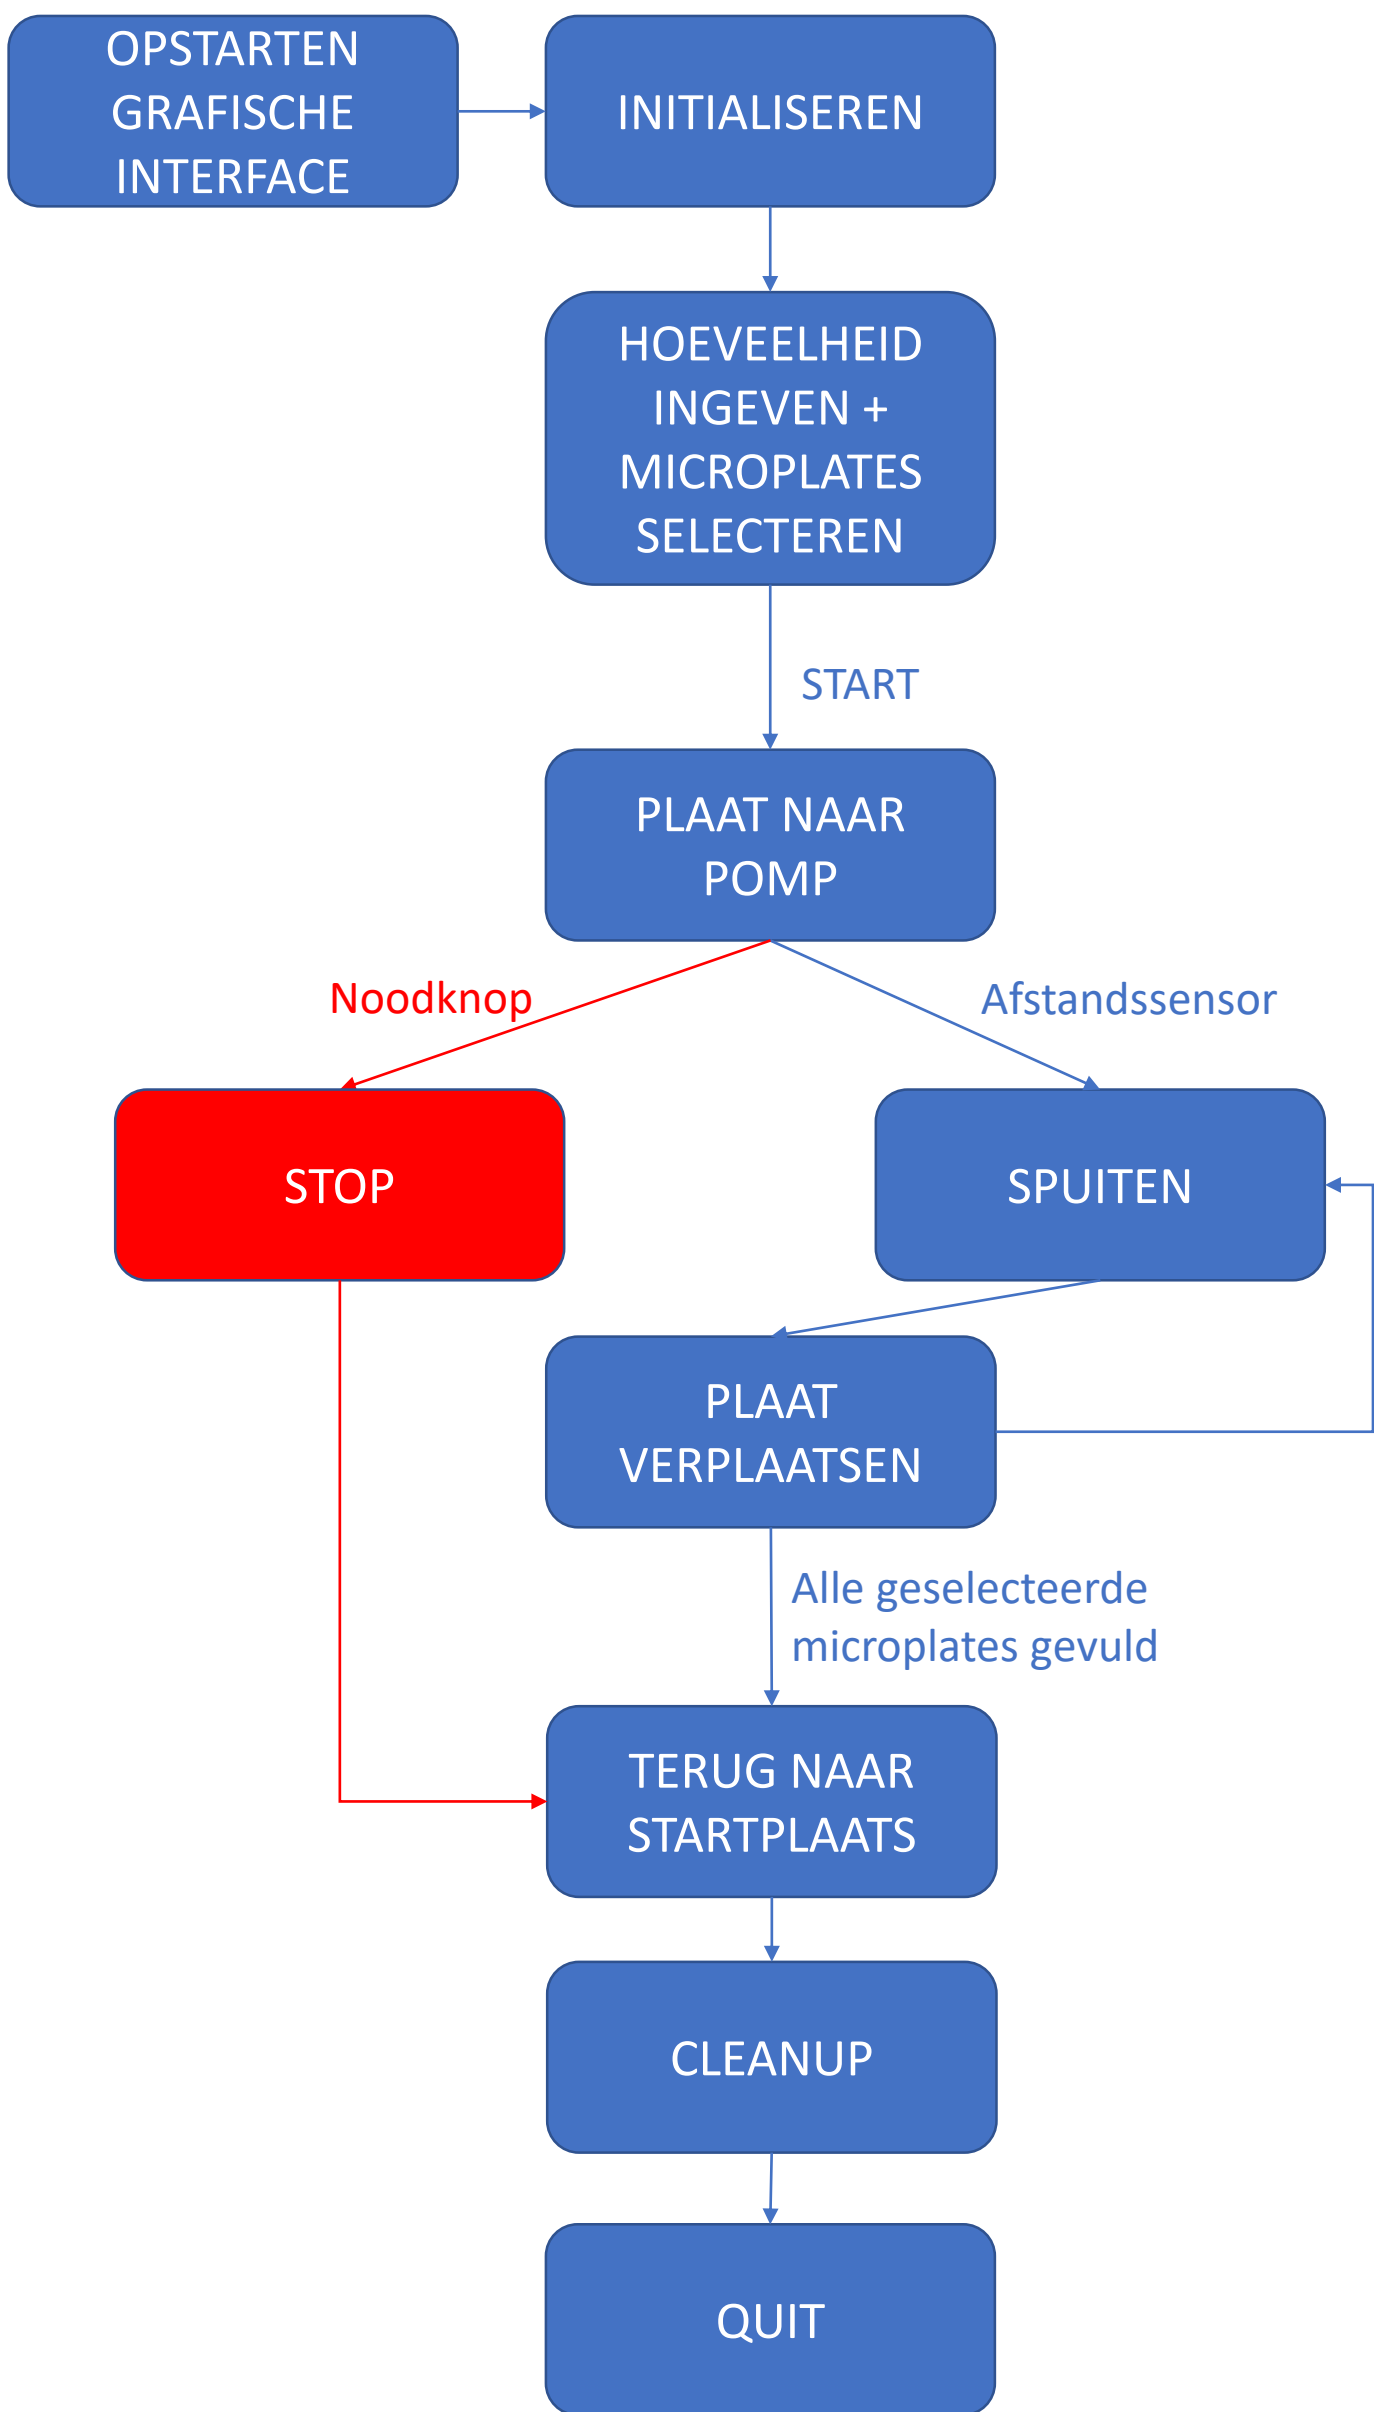 OPSTARTEN
GRAFISCHE
INTERFACE
INITIALISEREN
HOEVEELHEID
INGEVEN +
MICROPLATES
SELECTEREN
START
PLAAT NAAR
POMP
Noodknop
Afstandssensor
STOP
SPUITEN
PLAAT
VERPLAATSEN
Alle geselecteerde
microplates gevuld
TERUG NAAR
STARTPLAATS
CLEANUP
QUIT